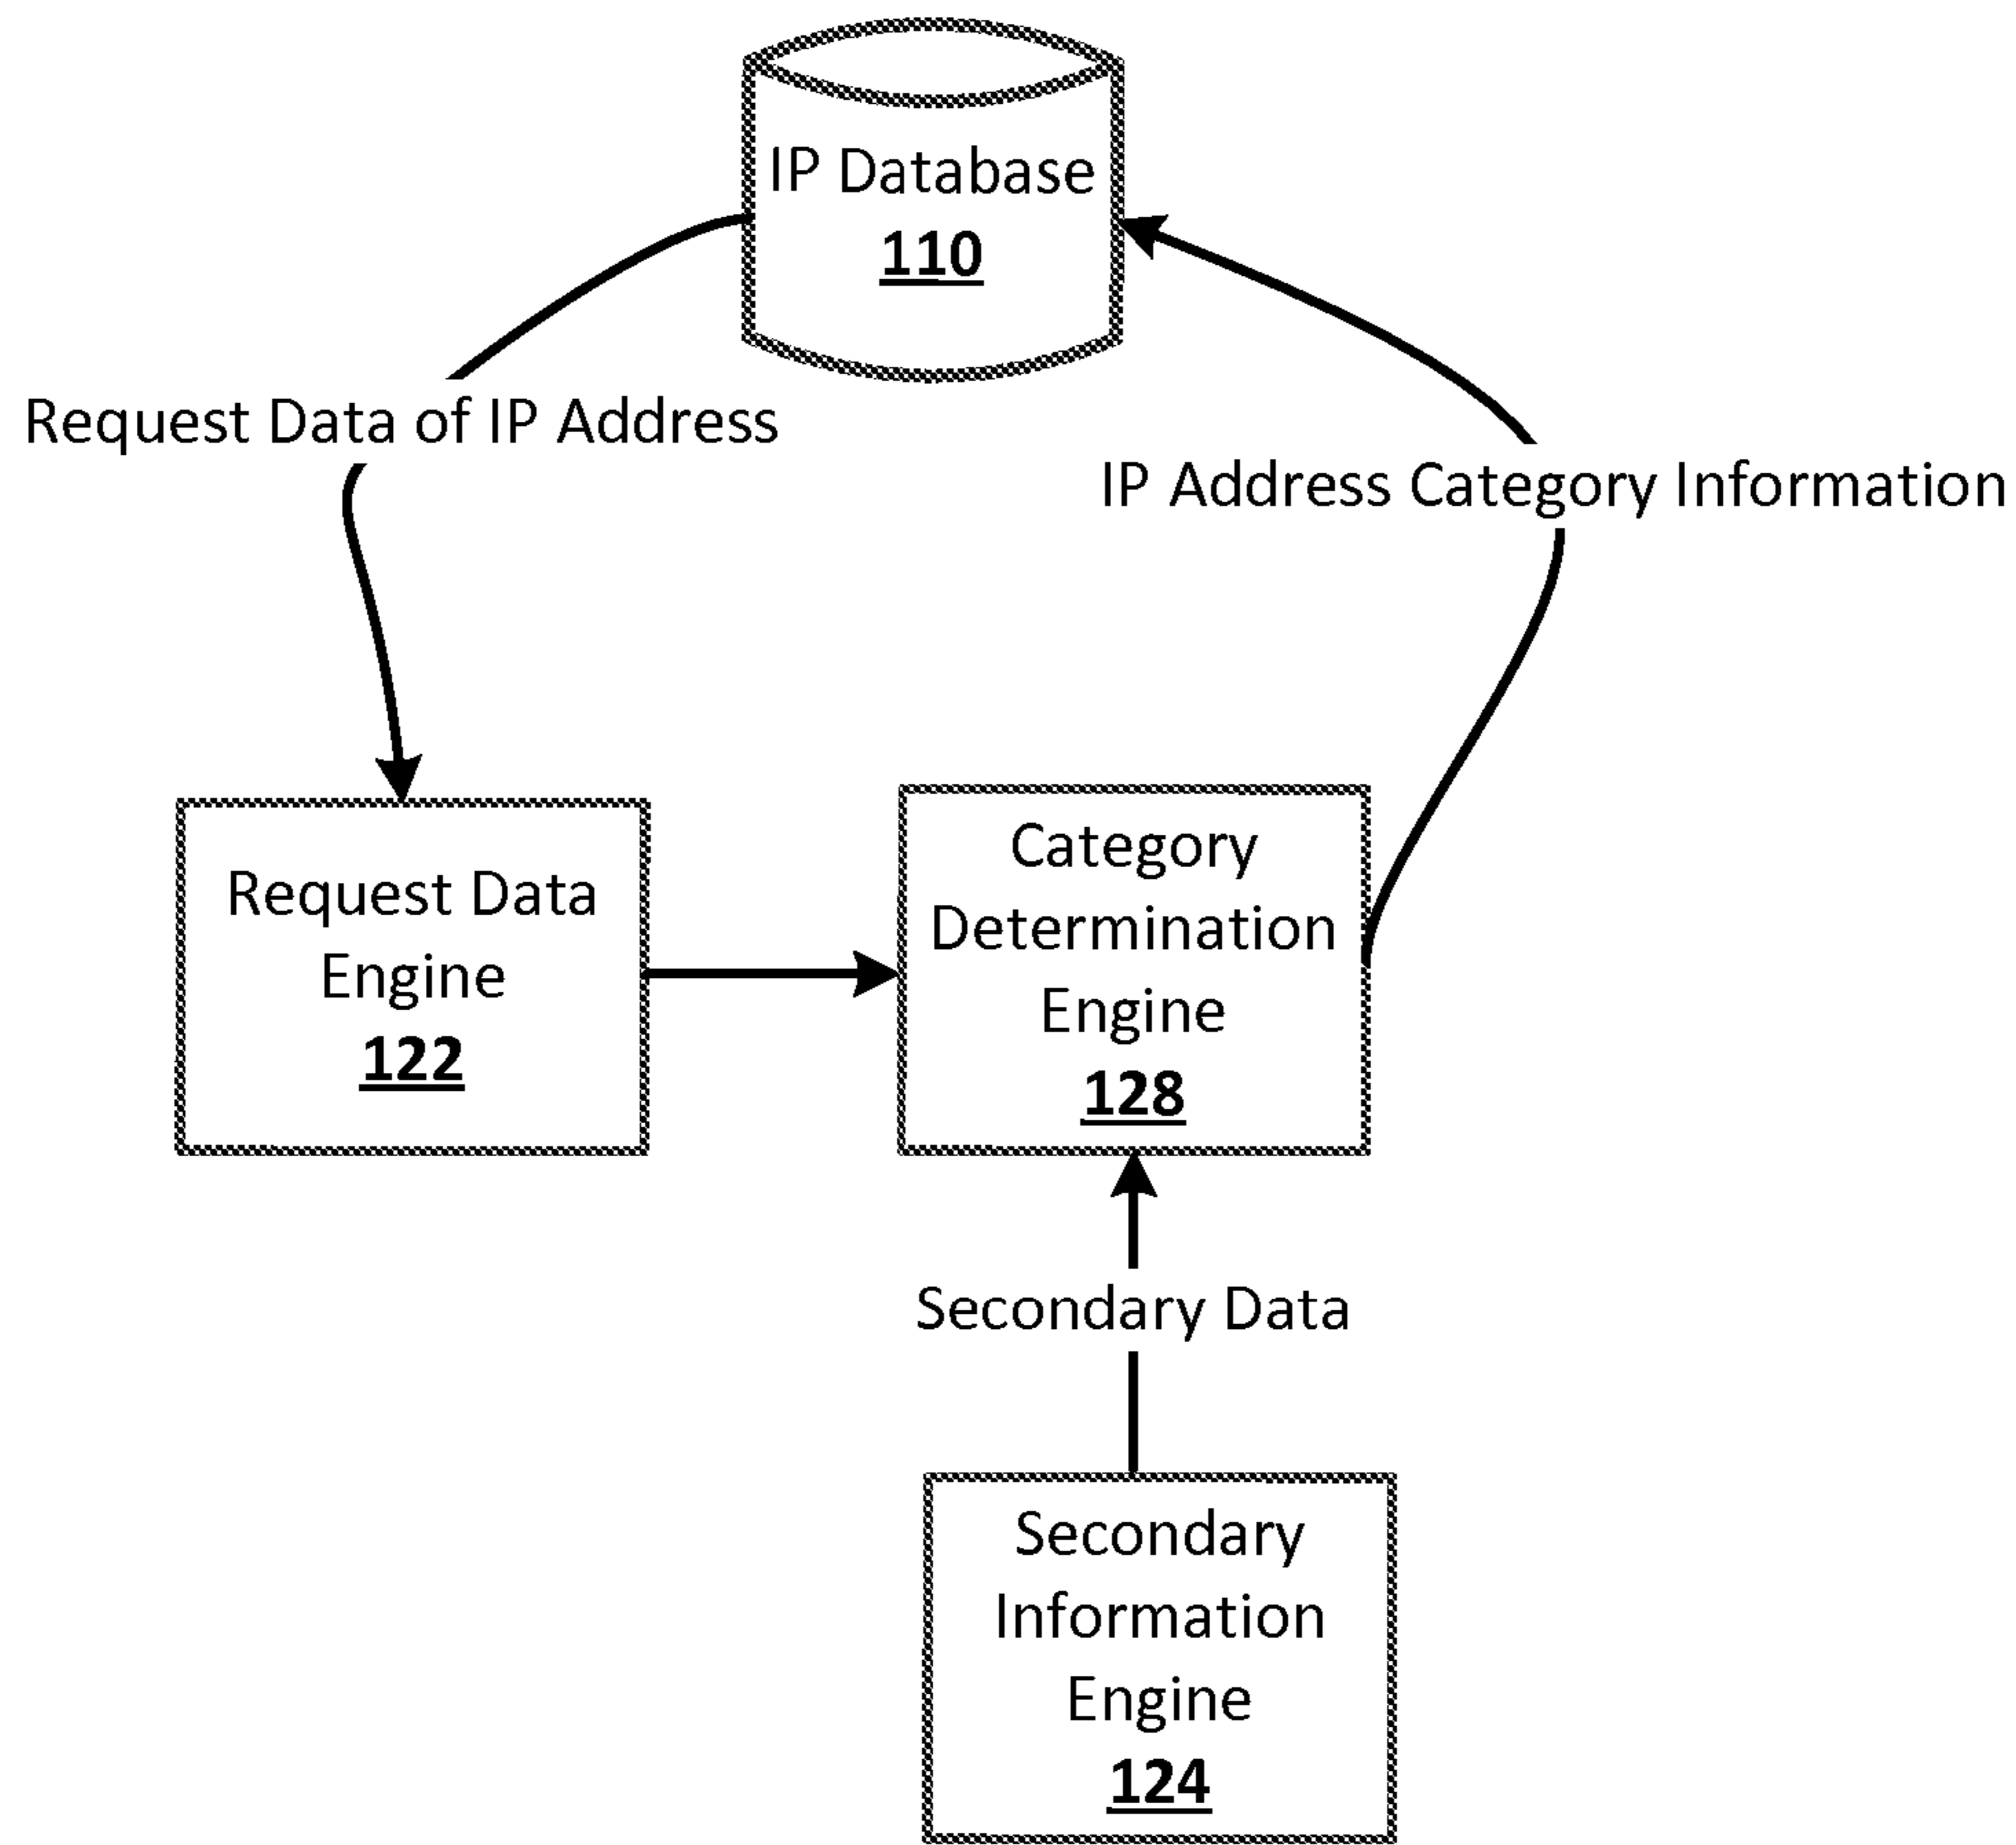 IP Database
110
Request Data of IP Address
IP Address Category Information
Request Data
Engine
122
Category
Determination
Engine
128
Secondary Data
Secondary
Information
Engine
124